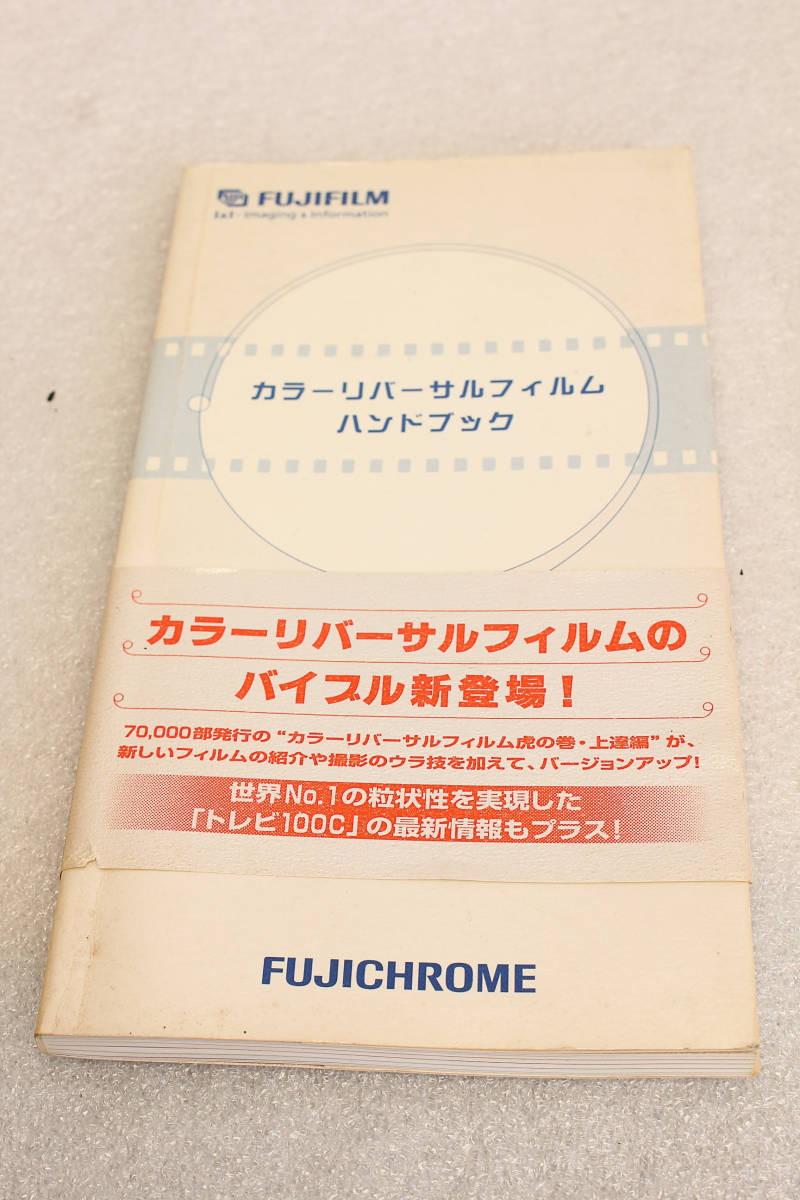 FUJIFILM
I&I-Imaging & Information
カラーリバーサルフィルム
ハンドブック
カラーリバーサルフィルムの
バイブル新登場！
70,000部発行の“カラーリバーサルフィルム虎の巻・上達編”が、
新しいフィルムの紹介や撮影のウラ技を加えて、バージョンアップ！
世界No.1の粒状性を実現した
「トレビ100C」の最新情報もプラス！
FUJICHROME